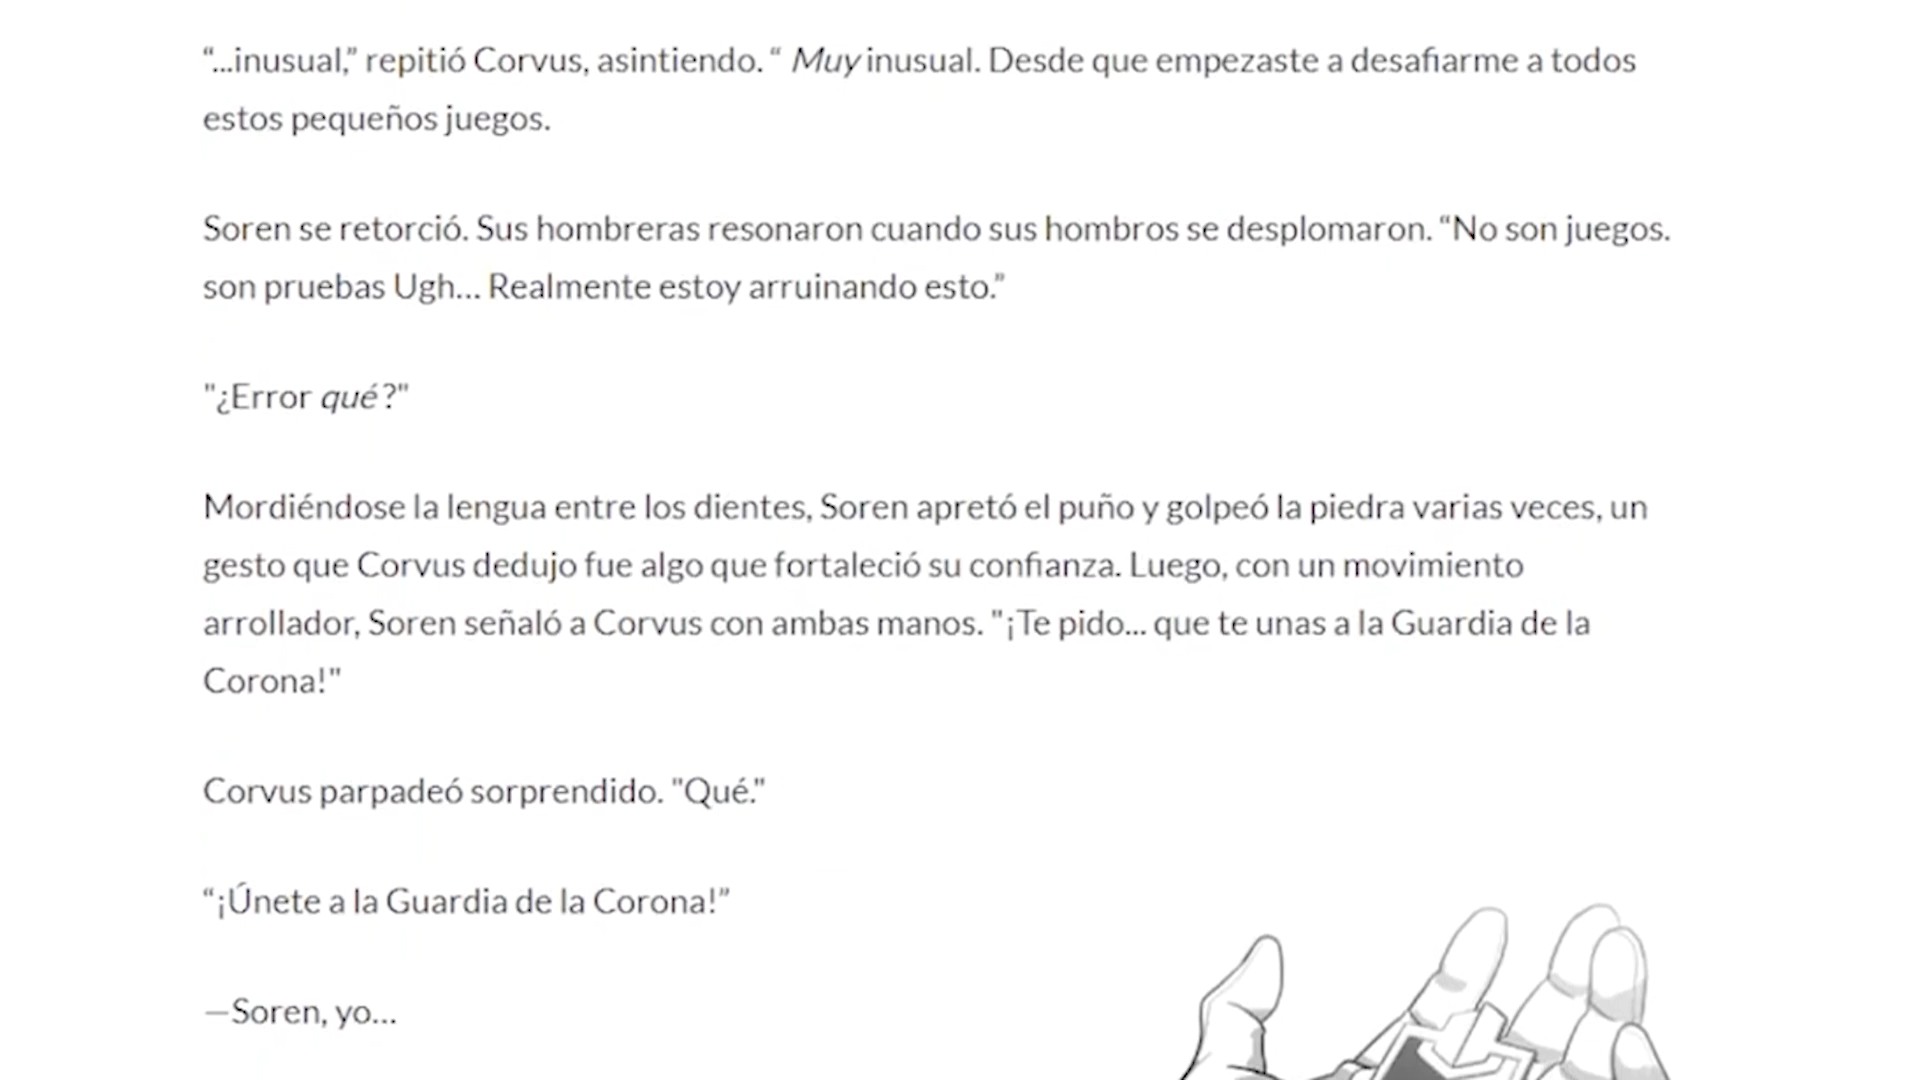 “...inusual,” repitió Corvus, asintiendo. “ Muy inusual. Desde que empezaste a desafiarme a todos
estos pequeños juegos.
Soren se retorció. Sus hombreras resonaron cuando sus hombros se desplomaron. “No son juegos.
son pruebas Ugh... Realmente estoy arruinando esto.”
"¿Error qué?"
Mordiéndose la lengua entre los dientes, Soren apretó el puño y golpeó la piedra varias veces, un
gesto que Corvus dedujo fue algo que fortaleció su confianza. Luego, con un movimiento
arrollador, Soren señaló a Corvus con ambas manos. "¡Te pido... que te unas a la Guardia de la
Corona!"
Corvus parpadeó sorprendido. "Qué."
“¡Únete a la Guardia de la Corona!”
—Soren, yo...